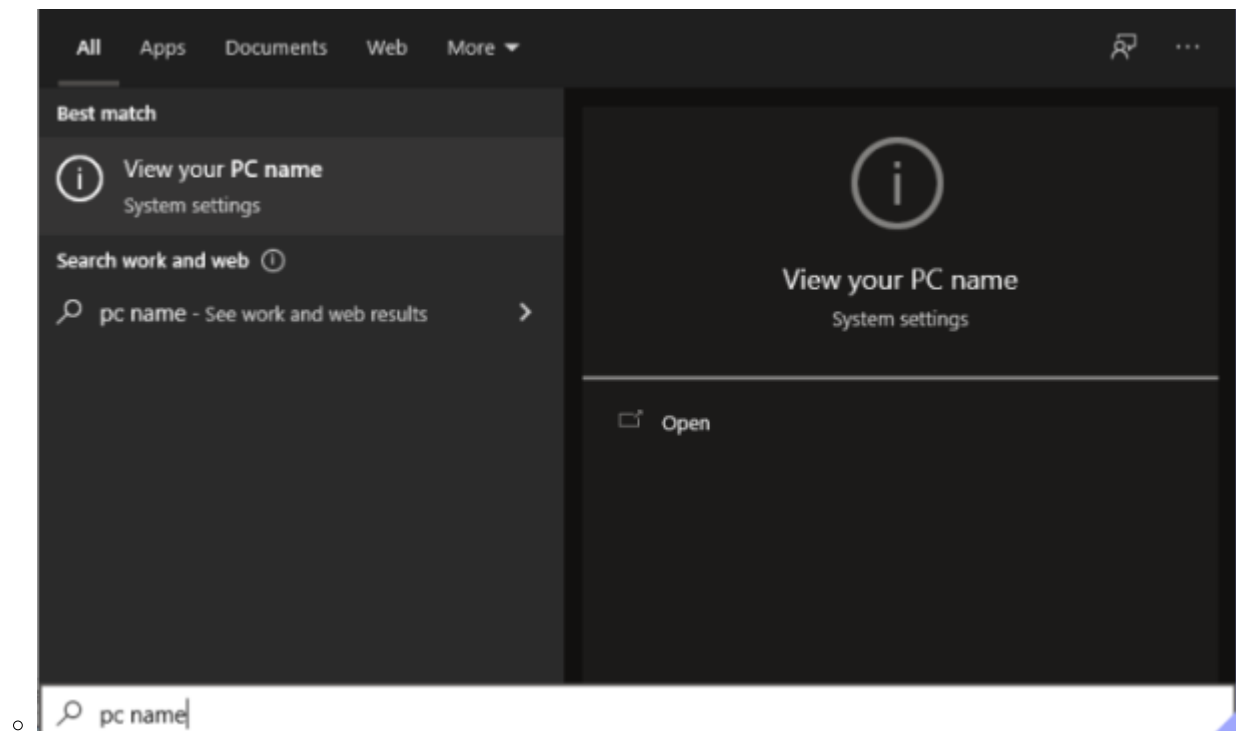 All Apps Documents Web More
Best match
View your PC name
System settings
Search work and web
pc name - See work and web results
View your PC name
System settings
Open
pc name